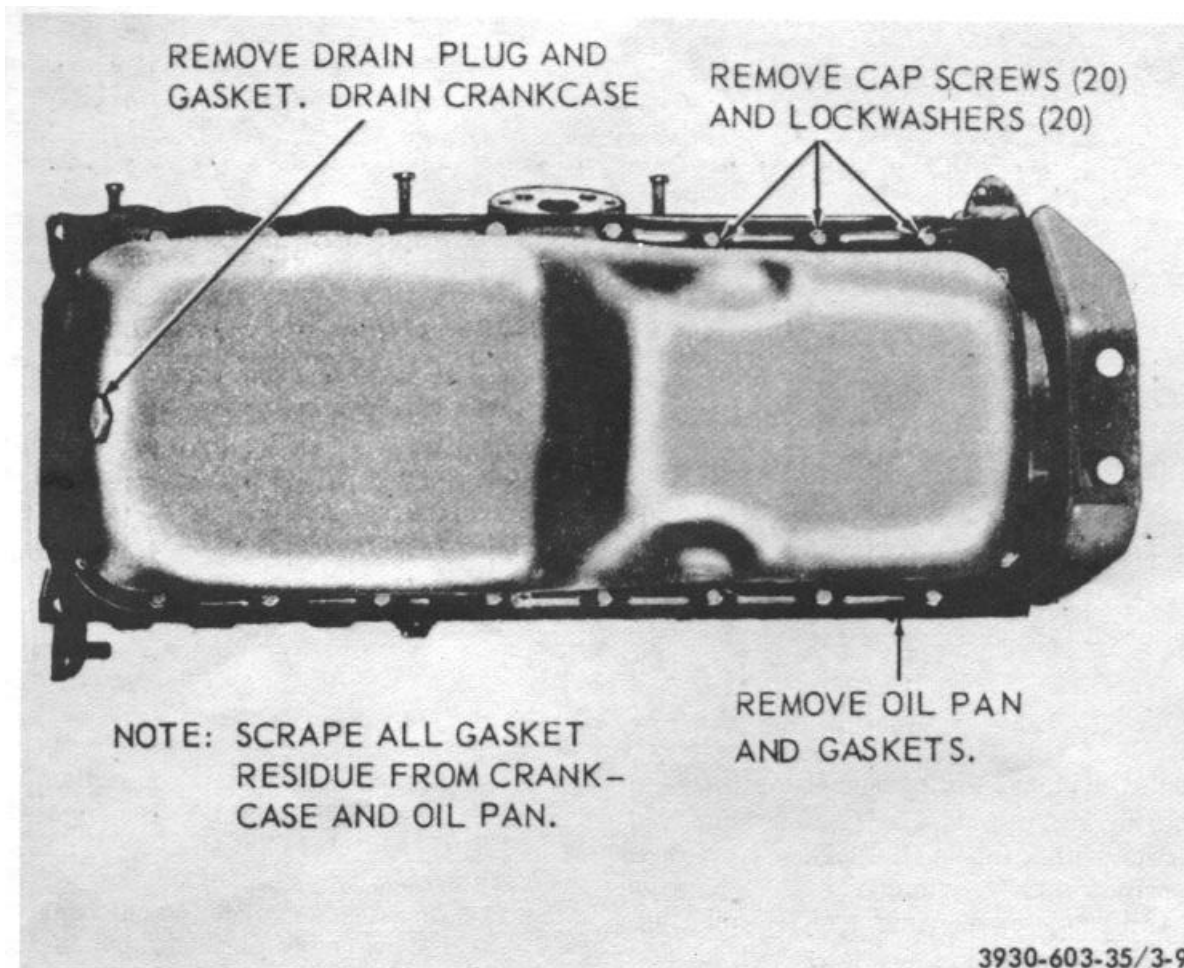 REMOVE DRAIN PLUG AND
GASKET. DRAIN CRANKCASE
REMOVE CAP SCREWS (20)
AND LOCKWASHERS (20)
REMOVE OIL PAN
AND GASKETS.
NOTE: SCRAPE ALL GASKET
RESIDUE FROM CRANK-
CASE AND OIL PAN.
3930-603-35/3-9